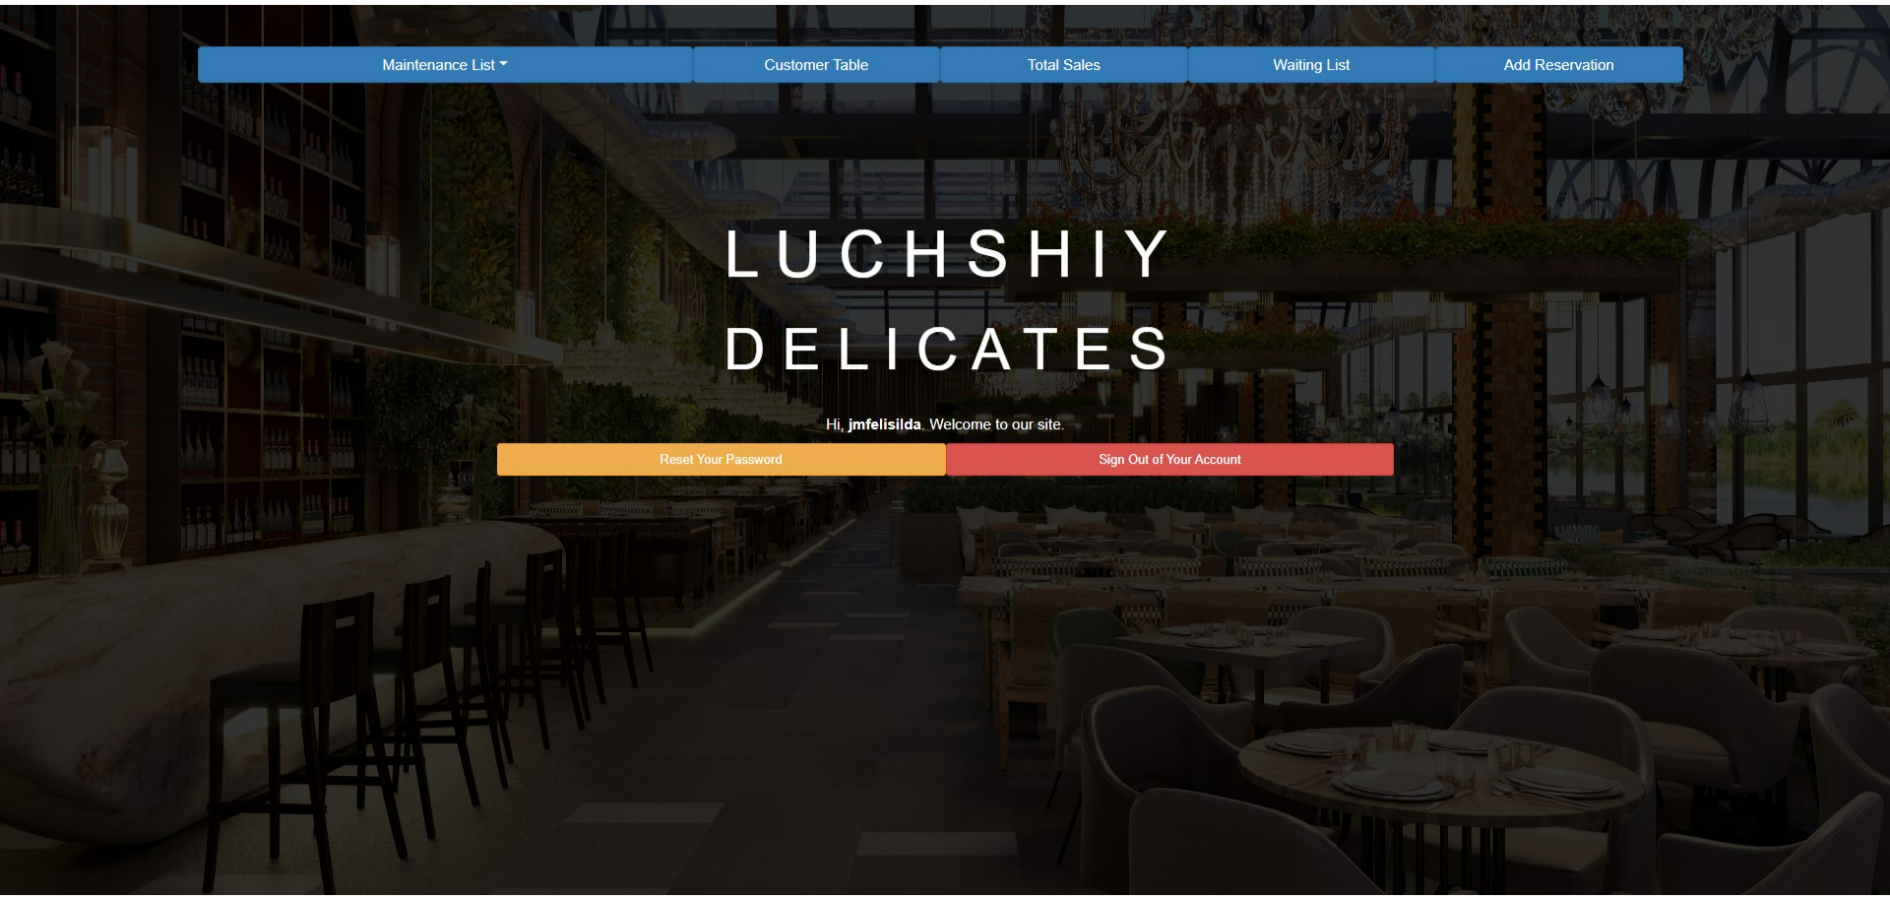 Maintenance List
Customer Table
Total Sales
Waiting List
Add Reservation
LUCHSHIY
DELICATES
Hi, jmfelisilda. Welcome to our site.
Reset Your Password
Sign Out of Your Account